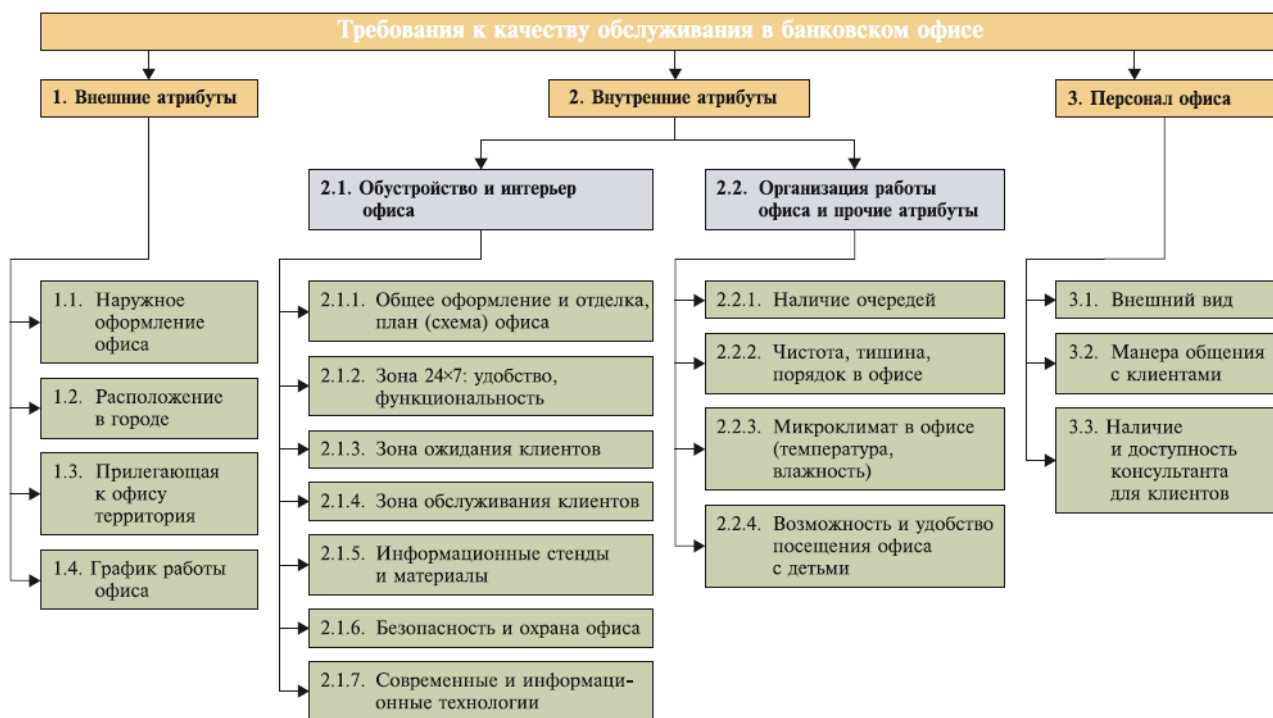 Требования к качеству обслуживания в банковском офисе
1. Внешние атрибуты
2. Внутренние атрибуты
3. Персонал офиса
2.1. Обустройство и интерьер
офиса
2.2. Организация работы
офиса и прочие атрибуты
1.1. Наружное
оформление
офиса
1.2. Расположение
в городе
1.3. Прилегающая
к офису
территория
1.4. График работы
офиса
2.1.1. Общее оформление и отделка,
план (схема) офиса
2.1.2. Зона 24×7: удобство,
функциональность
2.1.3. Зона ожидания клиентов
2.1.4. Зона обслуживания клиентов
2.1.5. Информационные стенды
и материалы
2.1.6. Безопасность и охрана офиса
2.1.7. Современные и информаци-
онные технологии
2.2.1. Наличие очередей
2.2.2. Чистота, тишина,
порядок в офисе
2.2.3. Микроклимат в офисе
(температура,
влажность)
2.2.4. Возможность и удобство
посещения офиса
с детьми
3.1. Внешний вид
3.2. Манера общения
с клиентами
3.3. Наличие
и доступность
консультанта
для клиентов